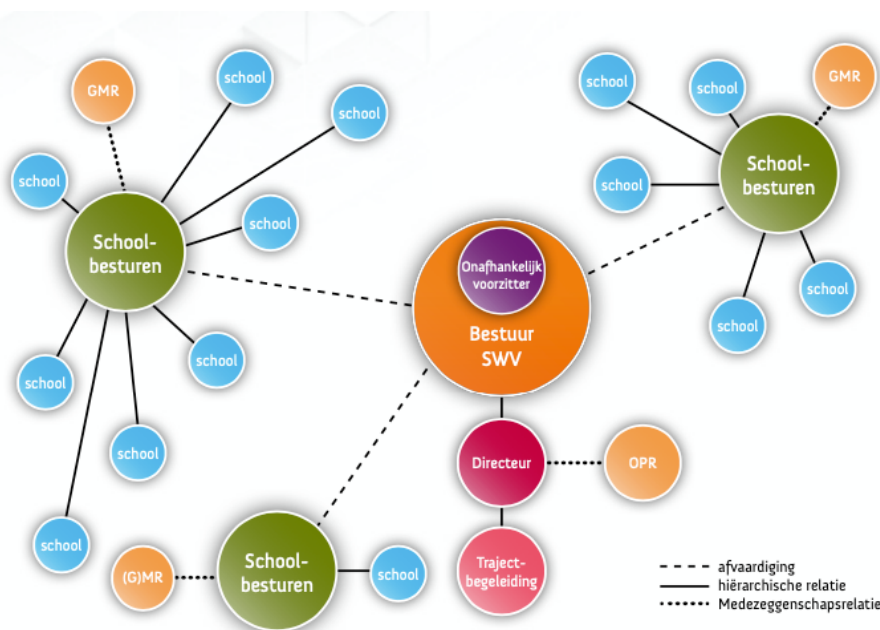 GMR
school
school
school
school
GMR
school
school
School-
besturen
school
School-
besturen
Onafhankelijk
voorzitter
Bestuur
SWV
school
school
school
school
school
school
Directeur
OPR
school
School-
besturen
(G)MR
school
Traject-
begeleiding
afvaardiging
hiërarchische relatie
Medezeggenschapsrelatie